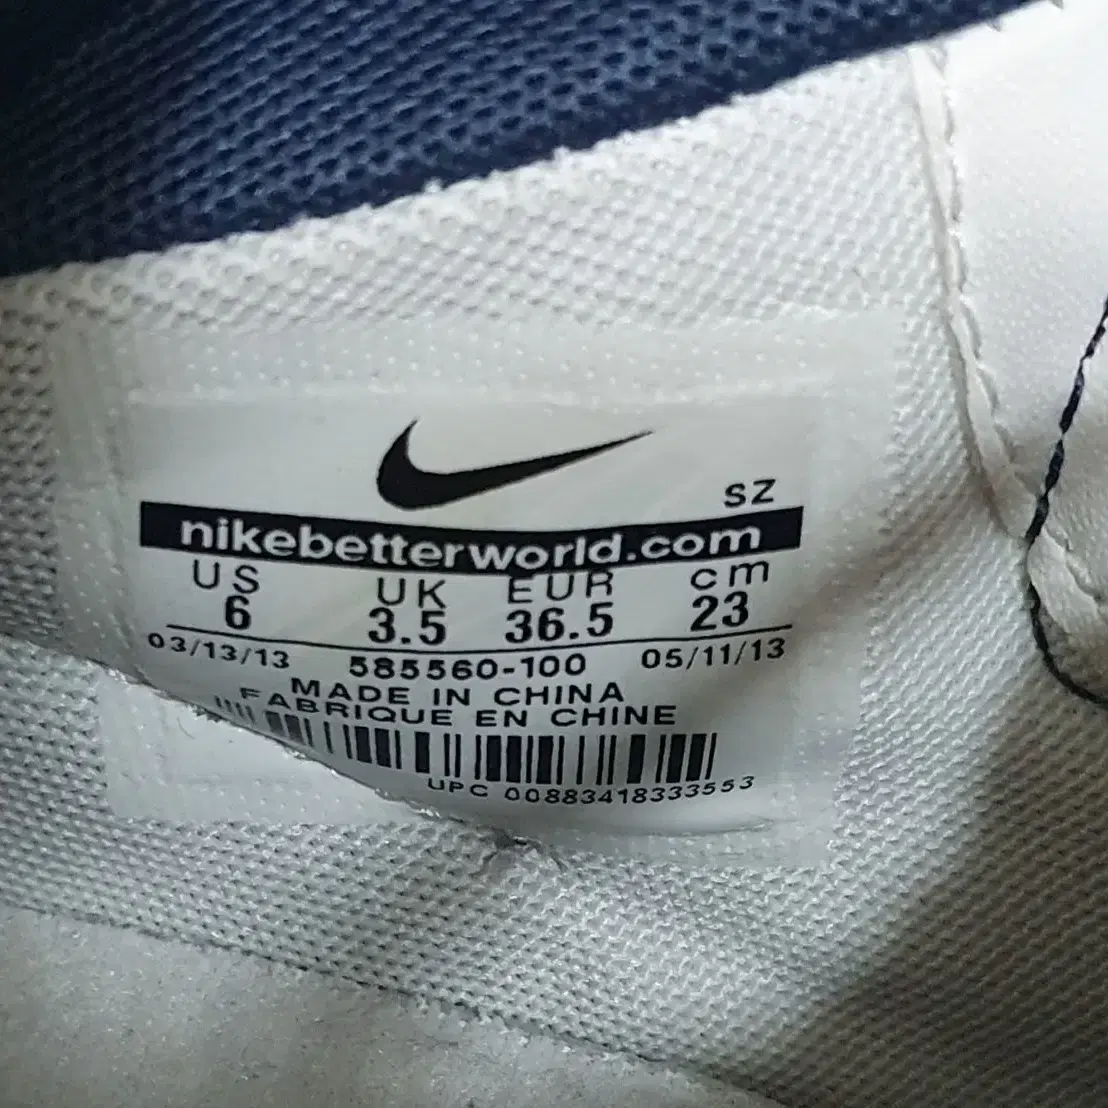 SZ
nikebetterworld.com
US UK EUR cm
6 3.5 36.5 23
03/13/13 585560-100 05/11/13
MADE IN CHINA
FABRIQUE EN CHINE
UPC 00883418333553